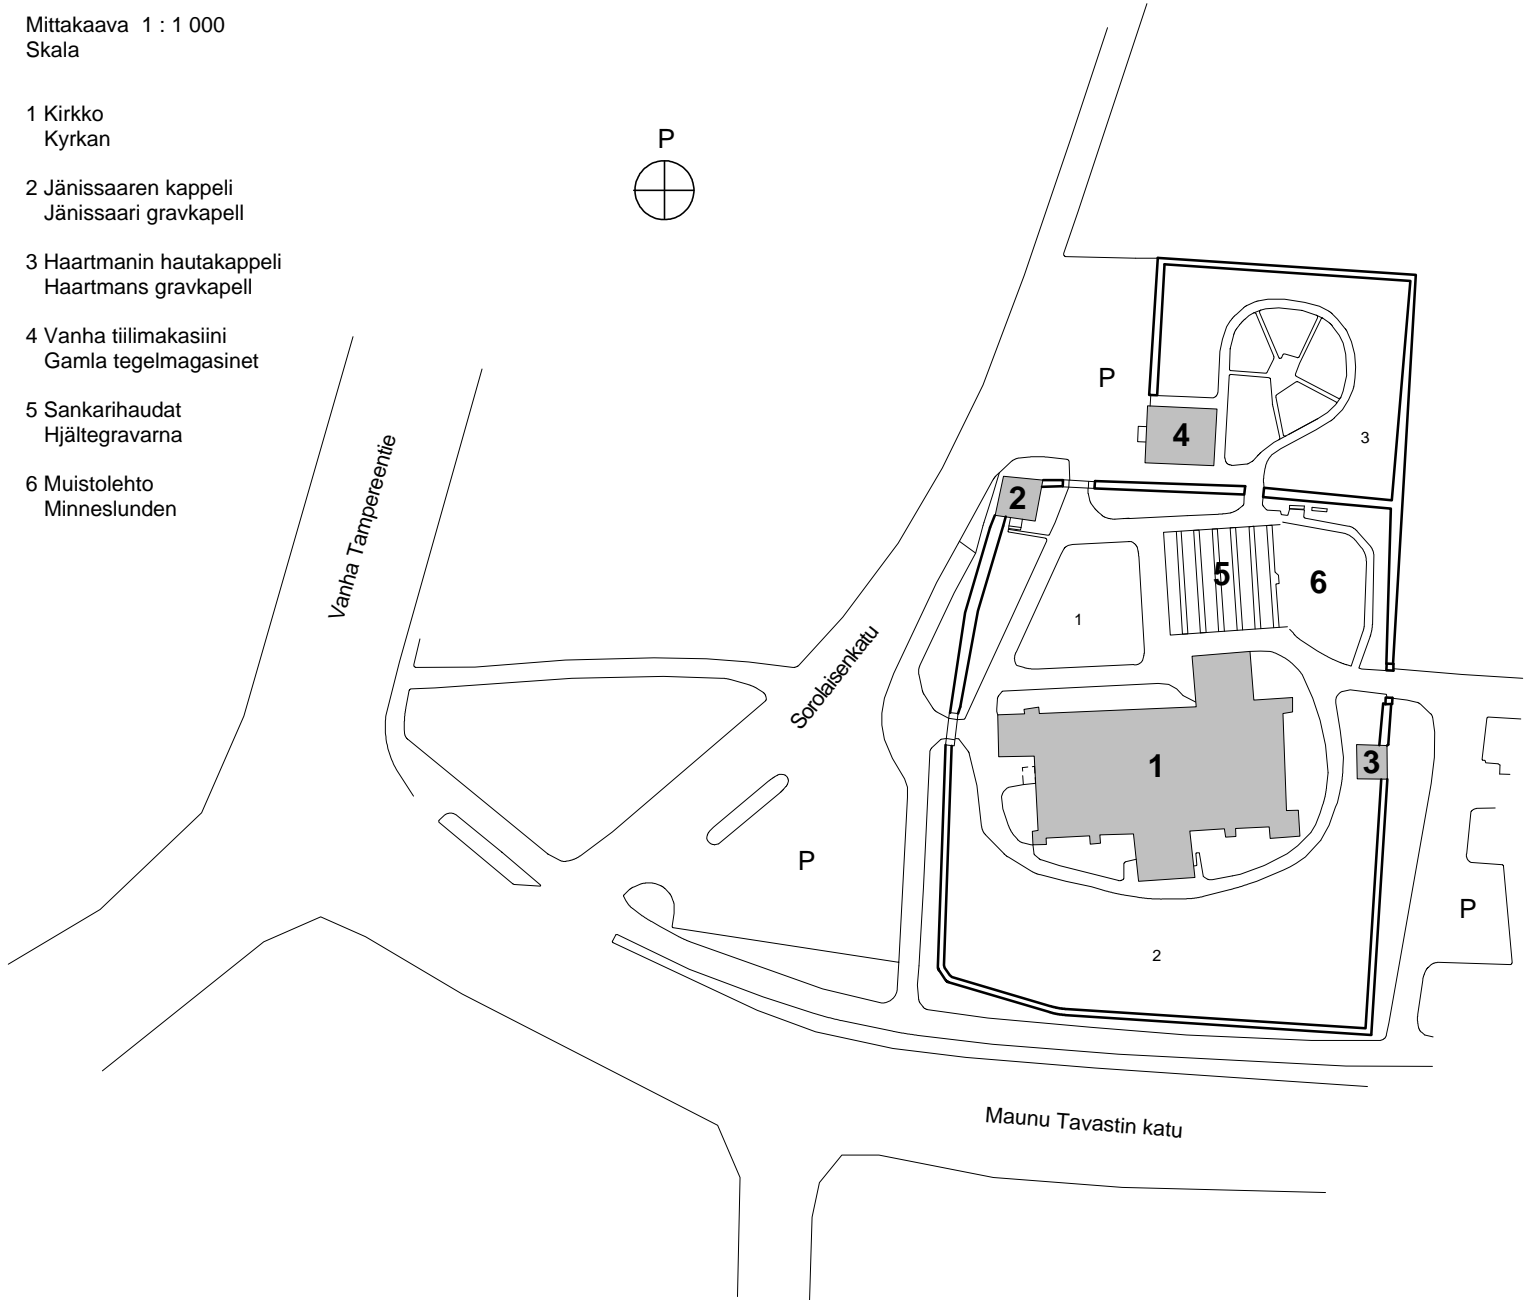 Mittakaava 1 : 1 000
Skala
1 Kirkko
Kyrkan
2 Jänissaaren kappeli
Jänissaari gravkapell
3 Haartmanin hautakappeli
Haartmans gravkapell
4 Vanha tiilimakasiini
Gamla tegelmagasinet
5 Sankarihaudat
Hjältegravarna
6 Muistolehto
Minneslunden
P
P
4
3
2
5
6
1
Vanha Tampereentie
Sorolaisenkatu
1
3
P
P
2
Maunu Tavastin katu